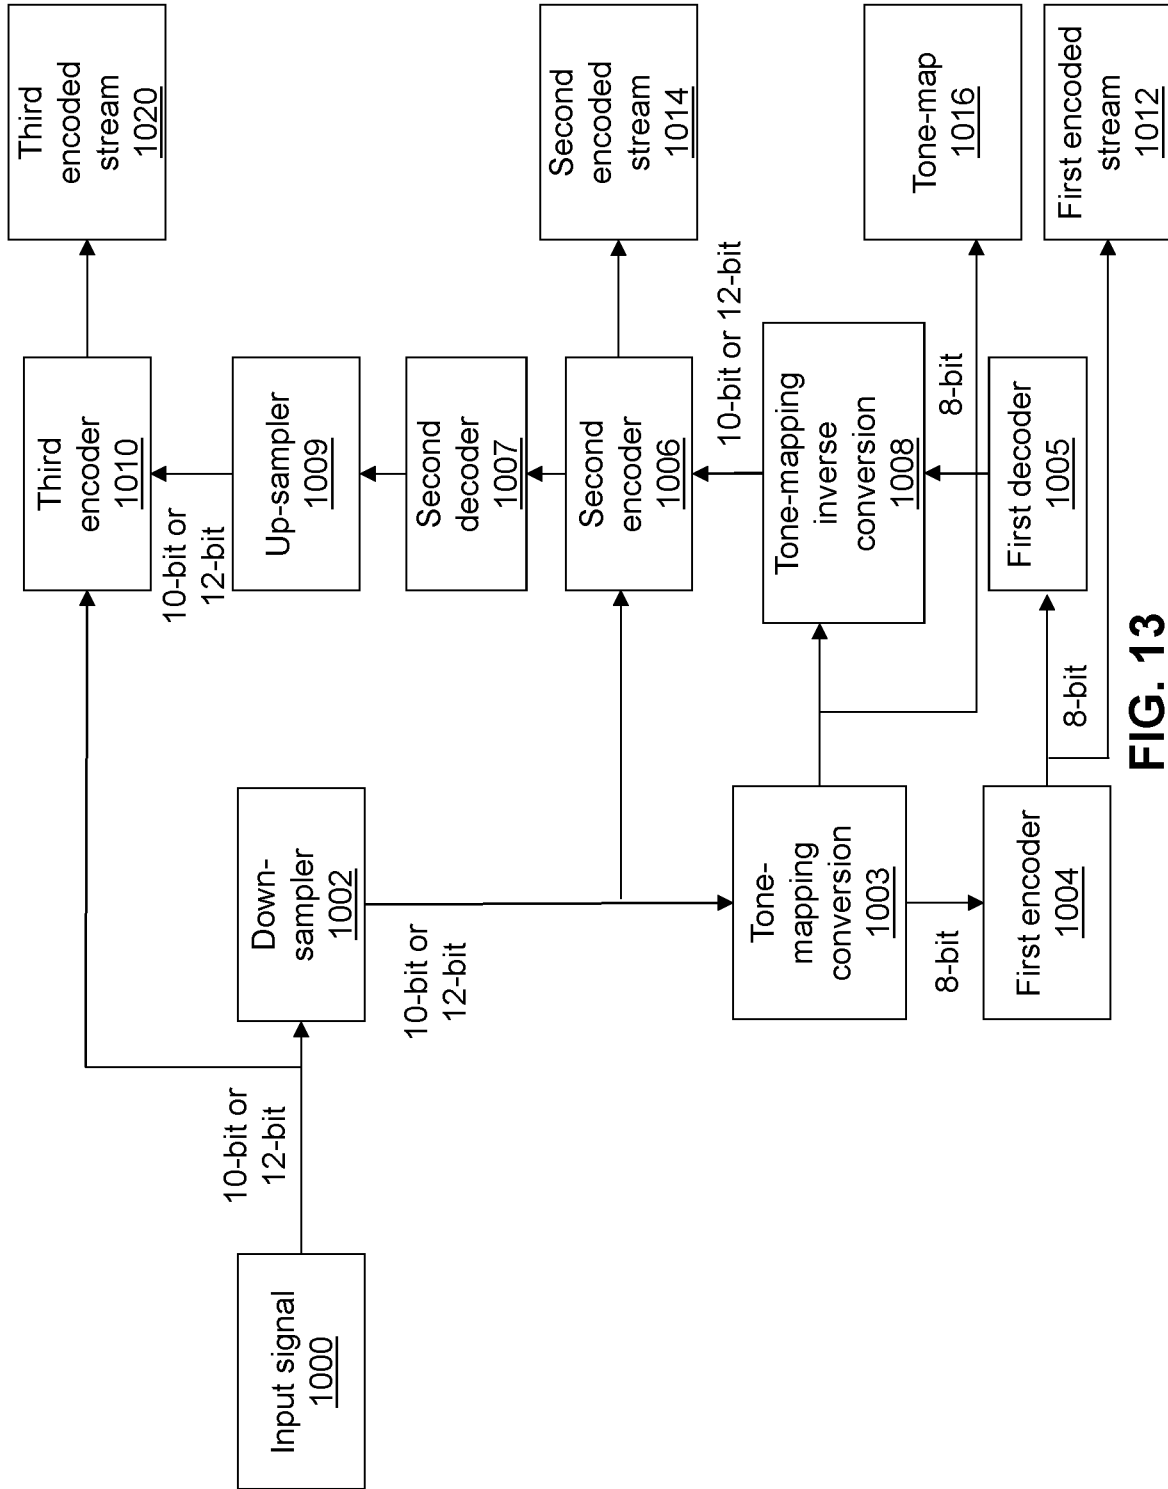 Input signal
1000
10-bit or
12-bit
Down-
sampler
1002
10-bit or
12-bit
Tone-
mapping
conversion
1003
8-bit
First encoder
1004
Third
encoder
1010
10-bit or
12-bit
Up-sampler
1009
Second
decoder
1007
Second
encoder
1006
10-bit or 12-bit
Tone-mapping
inverse
conversion
1008
8-bit
First decoder
1005
8-bit
Third
encoded
stream
1020
Second
encoded
stream
1014
Tone-map
1016
First encoded
stream
1012
FIG. 13